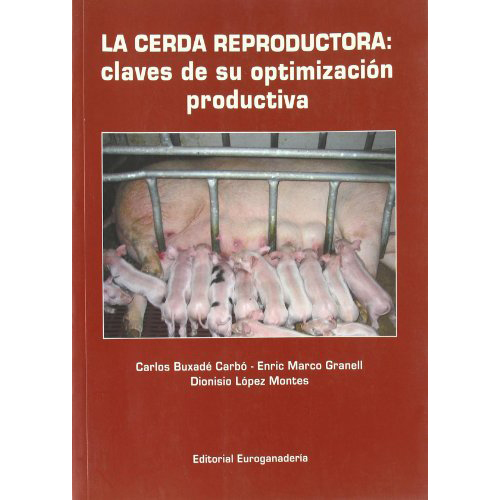 LA CERDA REPRODUCTORA:
claves de su optimización
productiva
Carlos Buxadé Carbó - Enric Marco Granell
Dionisio López Montes
Editorial Euroganadería